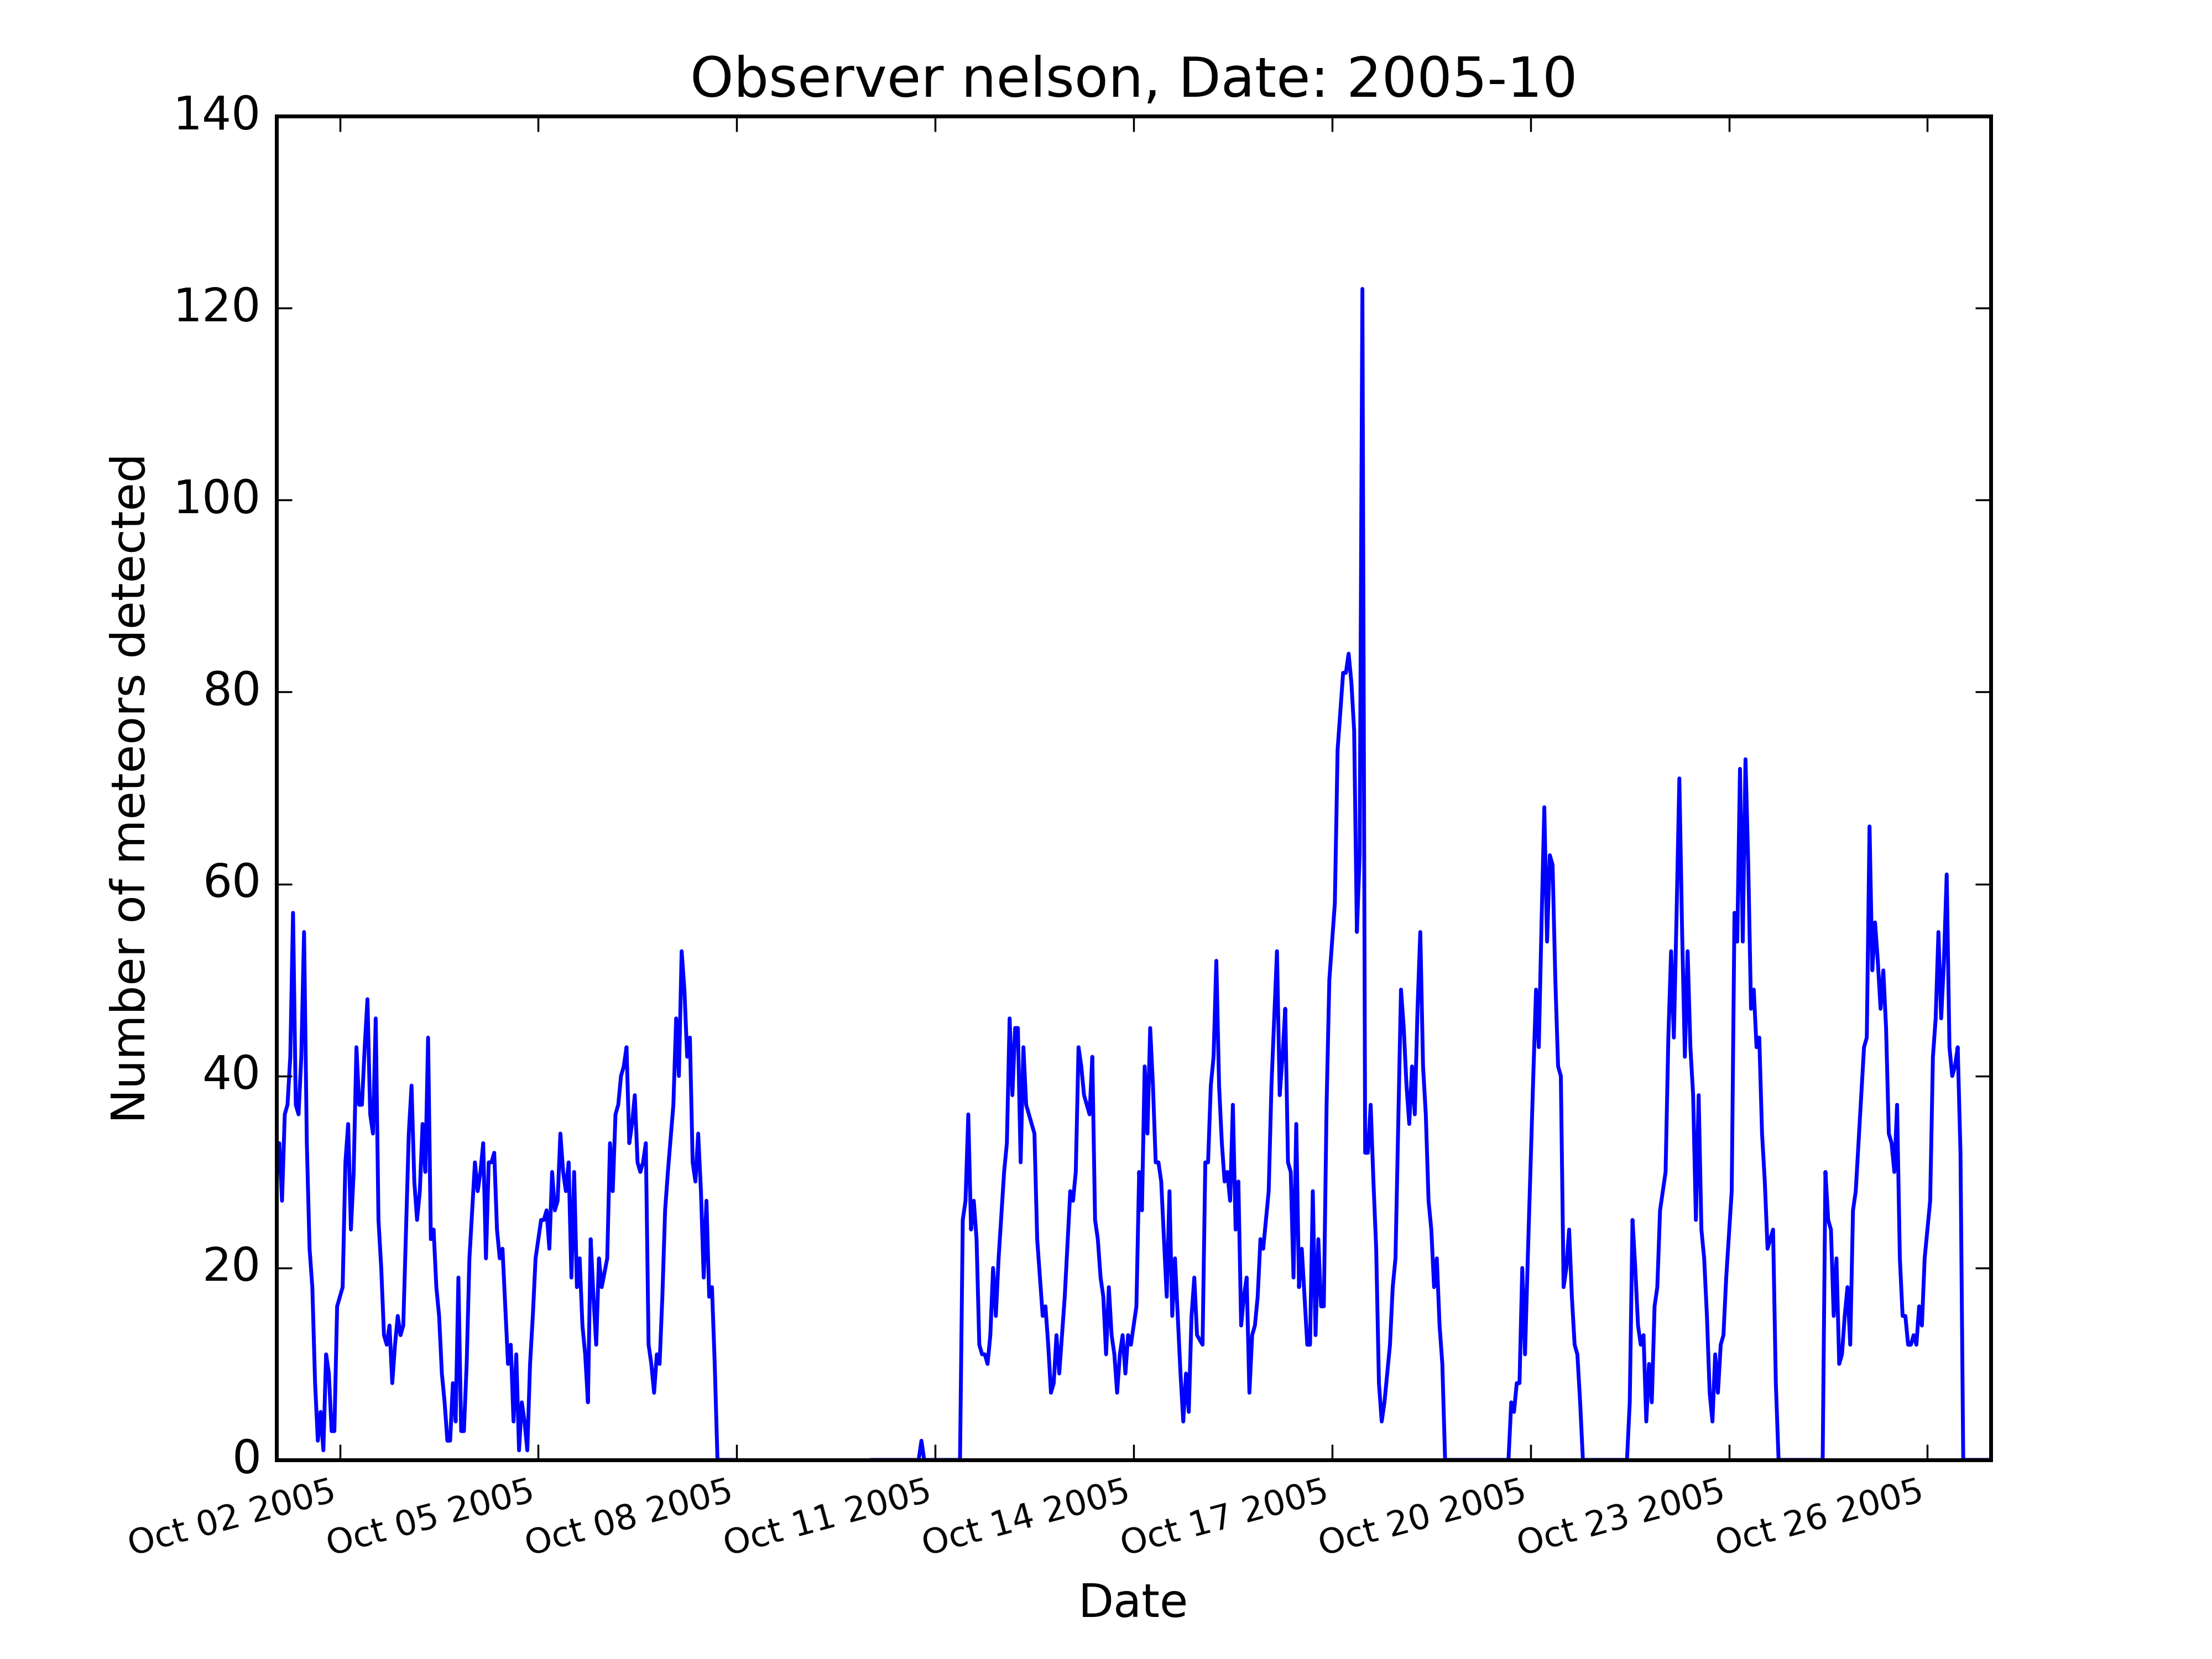 Observer nelson, Date: 2005-10
140
120
100
80
60
40
20
0
Number of meteors detected
Oct 02 2005
Oct 05 2005
Oct 08 2005
Oct 11 2005
Oct 14 2005
Oct 17 2005
Oct 20 2005
Oct 23 2005
Oct 26 2005
Date